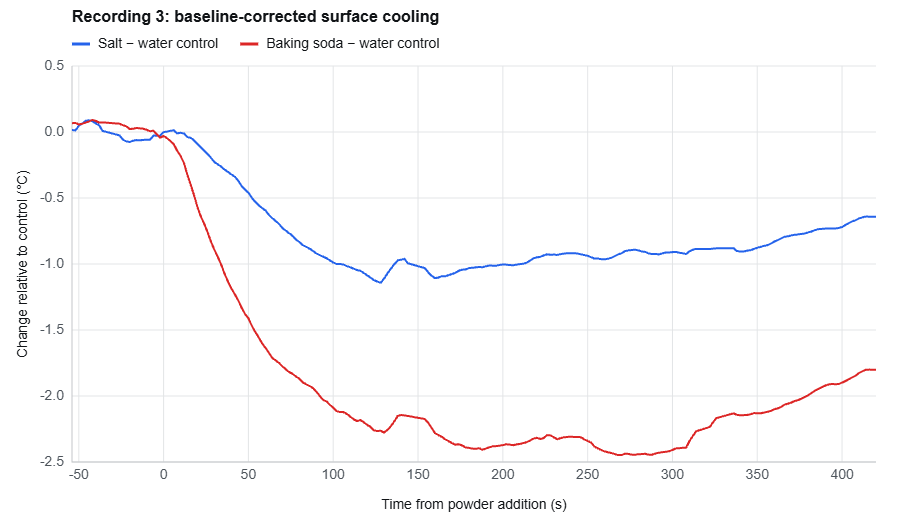 Recording 3: baseline-corrected surface cooling
Salt − water control
Baking soda − water control
0.5
0.0
-0.5
-1.0
-1.5
-2.0
-2.5
Change relative to control (°C)
-50 0 50 100 150 200 250 300 350 400
Time from powder addition (s)